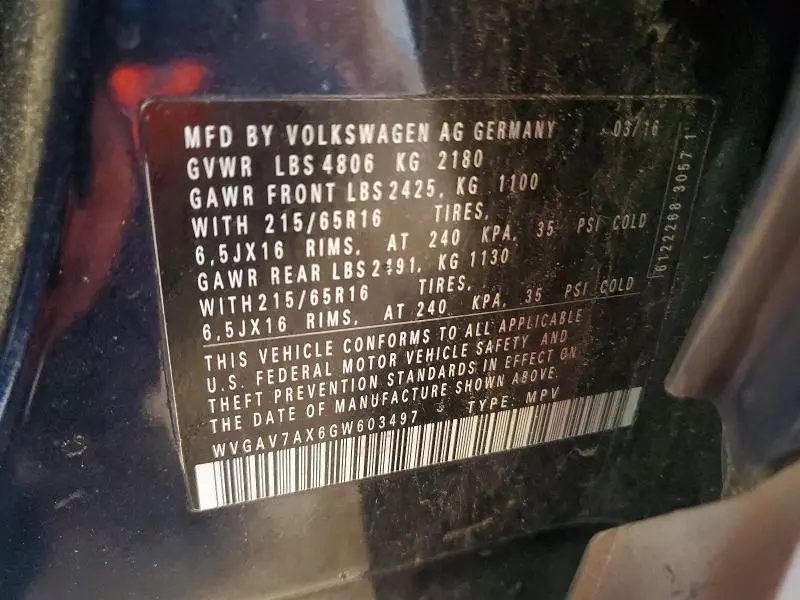 MFD BY VOLKSWAGEN AG GERMANY 03/16
GVWR LBS 4806 KG 2180
GAWR FRONT LBS 2425, KG 1100
WITH 215/65R16 TIRES,
6,5JX16 RIMS, AT 240 KPA, 35 PSI COLD
GAWR REAR LBS 2491, KG 1130
WITH 215/65R16 TIRES,
6,5JX16 RIMS, AT 240 KPA, 35 PSI COLD
THIS VEHICLE CONFORMS TO ALL APPLICABLE
U.S. FEDERAL MOTOR VEHICLE SAFETY AND
THEFT PREVENTION STANDARDS IN EFFECT ON
THE DATE OF MANUFACTURE SHOWN ABOVE.
WVGAV7AX6GW603497 TYPE: MPV
6122268 3057 1